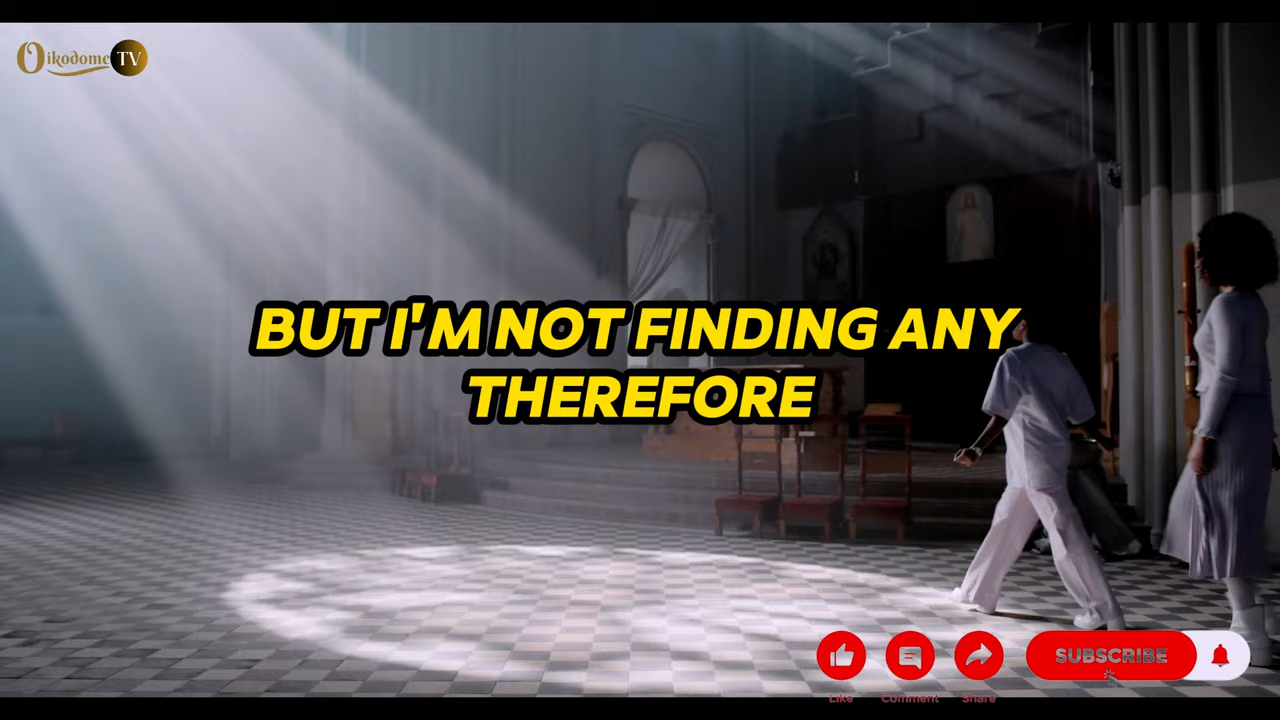 Oikodome TV
BUT I'M NOT FINDING ANY
THEREFORE
SUBSCRIBE
Like Comment Share